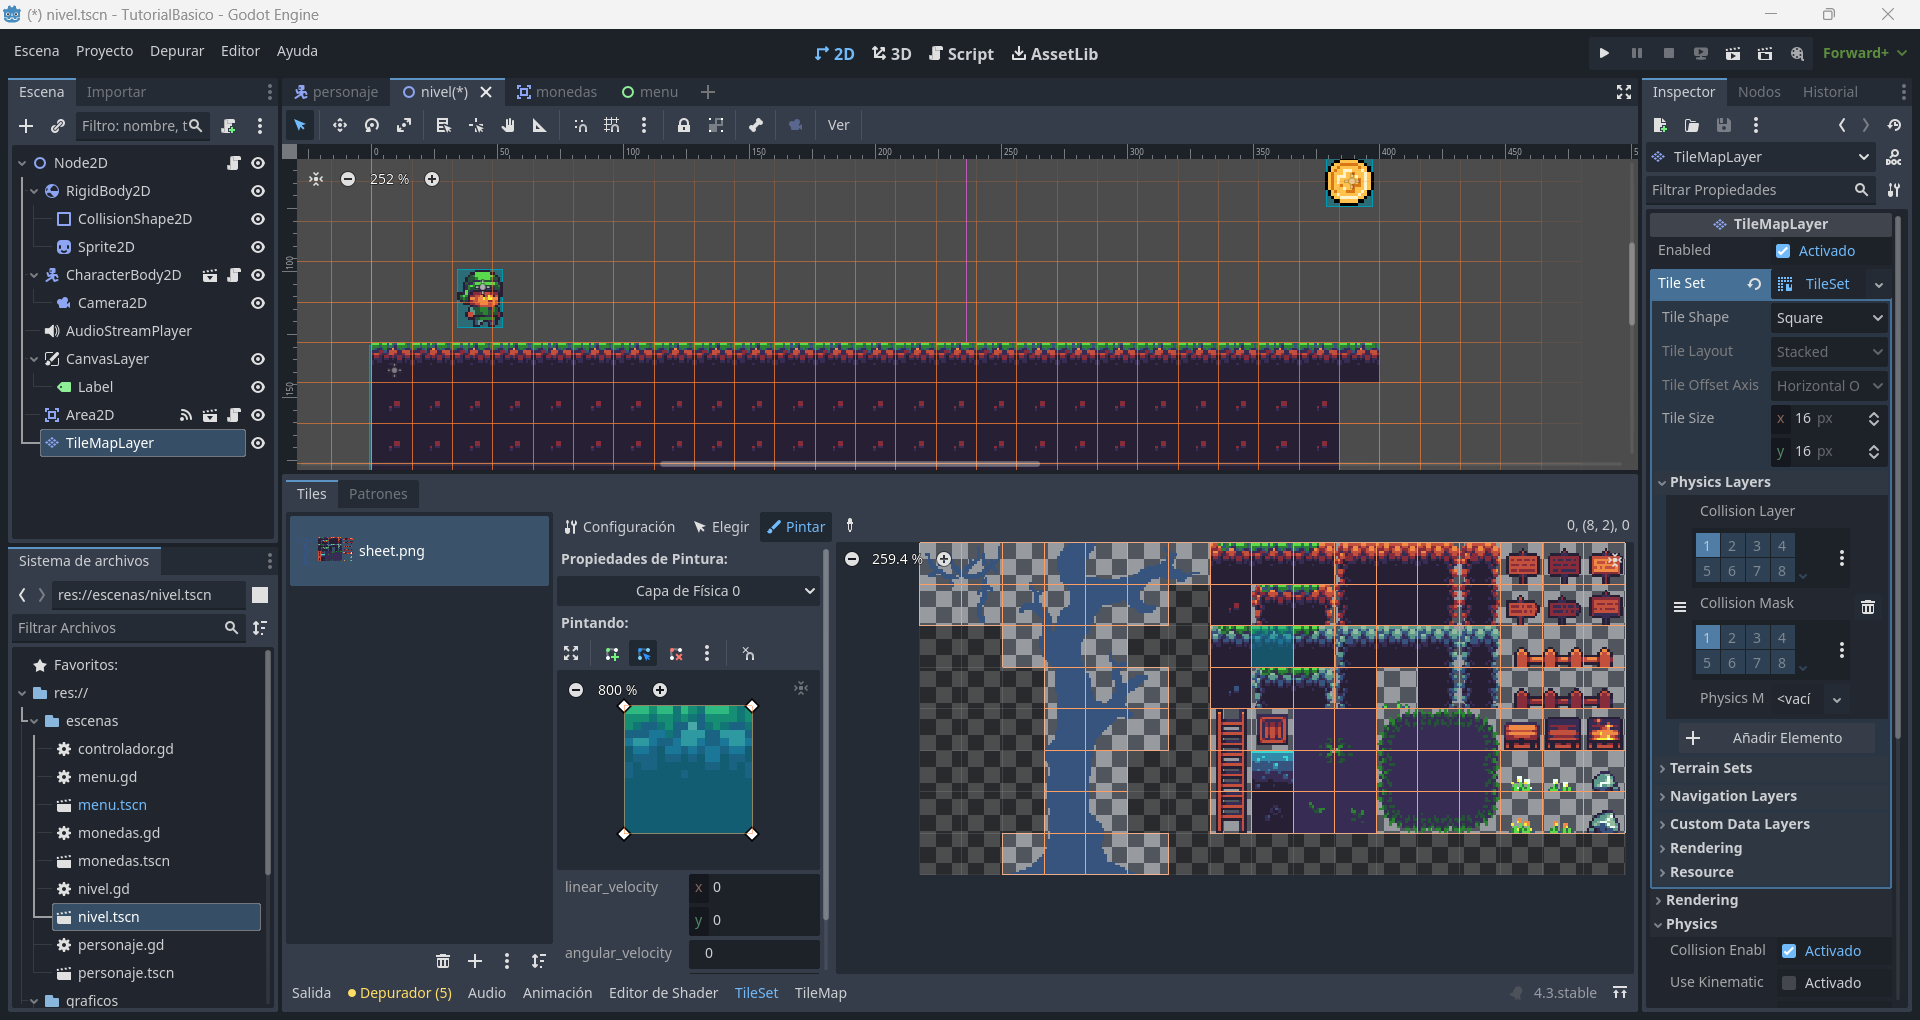 (*) nivel.tscn - TutorialBasico - Godot Engine
Escena Proyecto Depurar Editor Ayuda
2D 3D Script AssetLib
Forward+
Escena Importar
Filtro: nombre, t
Node2D
RigidBody2D
CollisionShape2D
Sprite2D
CharacterBody2D
Camera2D
AudioStreamPlayer
CanvasLayer
Label
Area2D
TileMapLayer
Sistema de archivos
res://escenas/nivel.tscn
Filtrar Archivos
Favoritos:
res://
escenas
controlador.gd
menu.gd
menu.tscn
monedas.gd
monedas.tscn
nivel.gd
nivel.tscn
personaje.gd
personaje.tscn
graficos
personaje nivel(*) monedas menu
Ver
0 50 100 150 200 250 300 350 400 450 5
252 %
100
150
Tiles Patrones
sheet.png
Configuración Elegir Pintar
0, (8, 2), 0
Propiedades de Pintura:
Capa de Física 0
Pintando:
800 %
linear_velocity x 0
y 0
angular_velocity 0
259.4 %
Salida Depurador (5) Audio Animación Editor de Shader TileSet TileMap
4.3.stable
Inspector Nodos Historial
TileMapLayer
Filtrar Propiedades
TileMapLayer
Enabled Activado
Tile Set TileSet
Tile Shape Square
Tile Layout Stacked
Tile Offset Axis Horizontal O
Tile Size x 16 px
y 16 px
Physics Layers
Collision Layer
1 2 3 4
5 6 7 8
Collision Mask
1 2 3 4
5 6 7 8
Physics M <vací
Añadir Elemento
Terrain Sets
Navigation Layers
Custom Data Layers
Rendering
Resource
Rendering
Physics
Collision Enabl Activado
Use Kinematic Activado